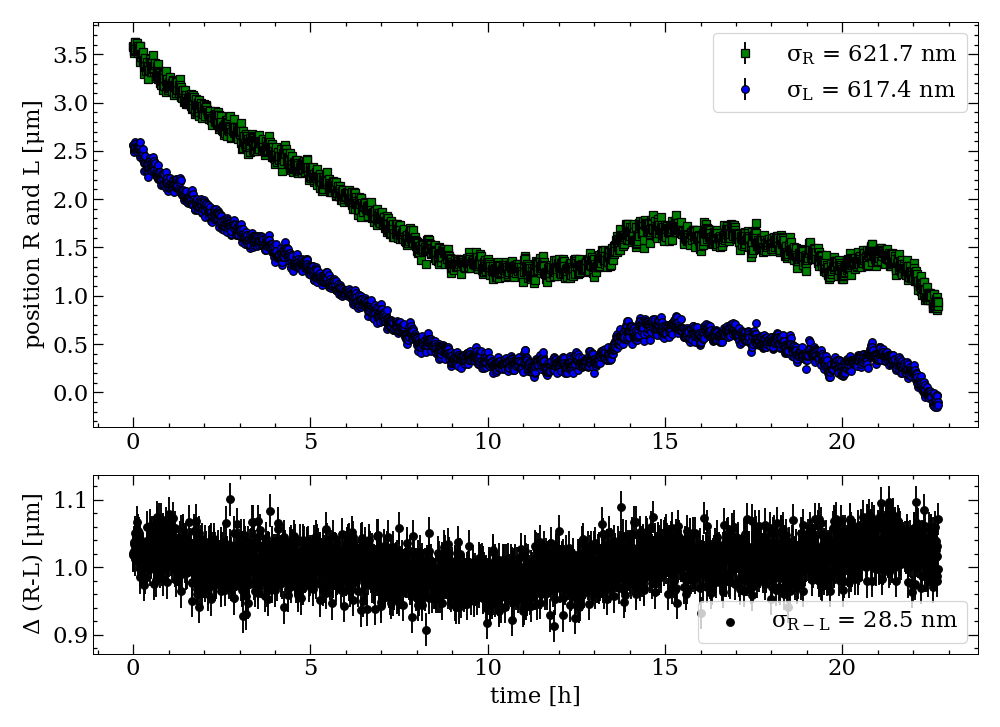 position R and L [μm]
3.5
3.0
2.5
2.0
1.5
1.0
0.5
0.0
σR = 621.7 nm
σL = 617.4 nm
0 5 10 15 20
Δ (R-L) [μm]
1.1
1.0
0.9
σR−L = 28.5 nm
0 5 10 15 20
time [h]